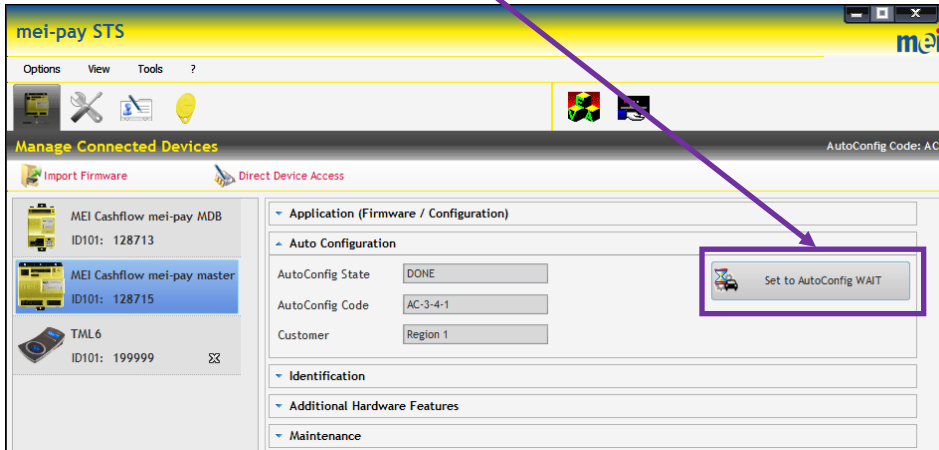 mei-pay STS
mei
Options View Tools ?
Manage Connected Devices AutoConfig Code: AC
Import Firmware Direct Device Access
MEI Cashflow mei-pay MDB
ID101: 128713
MEI Cashflow mei-pay master
ID101: 128715
TML6
ID101: 199999
Application (Firmware / Configuration)
Auto Configuration
AutoConfig State DONE
AutoConfig Code AC-3-4-1
Customer Region 1
Set to AutoConfig WAIT
Identification
Additional Hardware Features
Maintenance